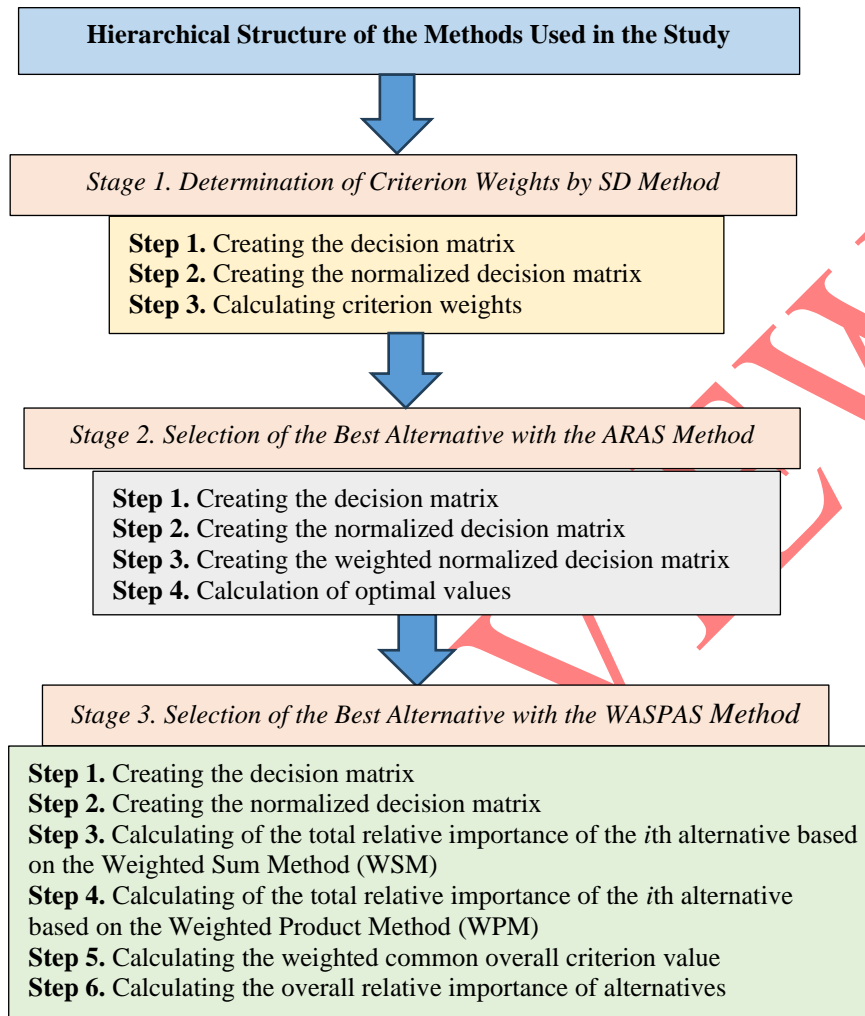 Hierarchical Structure of the Methods Used in the Study
Stage 1. Determination of Criterion Weights by SD Method
Step 1. Creating the decision matrix
Step 2. Creating the normalized decision matrix
Step 3. Calculating criterion weights
Stage 2. Selection of the Best Alternative with the ARAS Method
Step 1. Creating the decision matrix
Step 2. Creating the normalized decision matrix
Step 3. Creating the weighted normalized decision matrix
Step 4. Calculation of optimal values
Stage 3. Selection of the Best Alternative with the WASPAS Method
Step 1. Creating the decision matrix
Step 2. Creating the normalized decision matrix
Step 3. Calculating of the total relative importance of the ith alternative based
on the Weighted Sum Method (WSM)
Step 4. Calculating of the total relative importance of the ith alternative
based on the Weighted Product Method (WPM)
Step 5. Calculating the weighted common overall criterion value
Step 6. Calculating the overall relative importance of alternatives